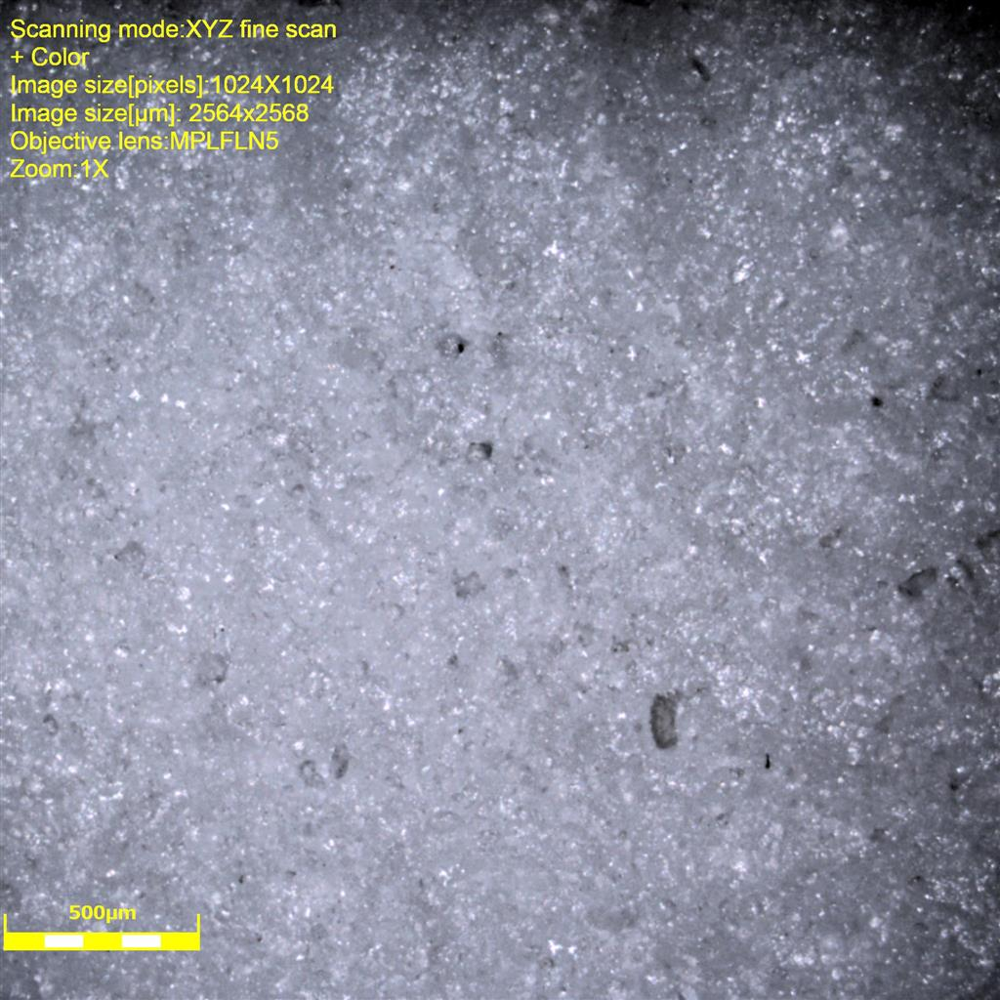 Scanning mode:XYZ fine scan
+ Color
Image size[pixels]:1024X1024
Image size[µm]: 2564x2568
Objective lens:MPLFLN5
Zoom:1X
500µm